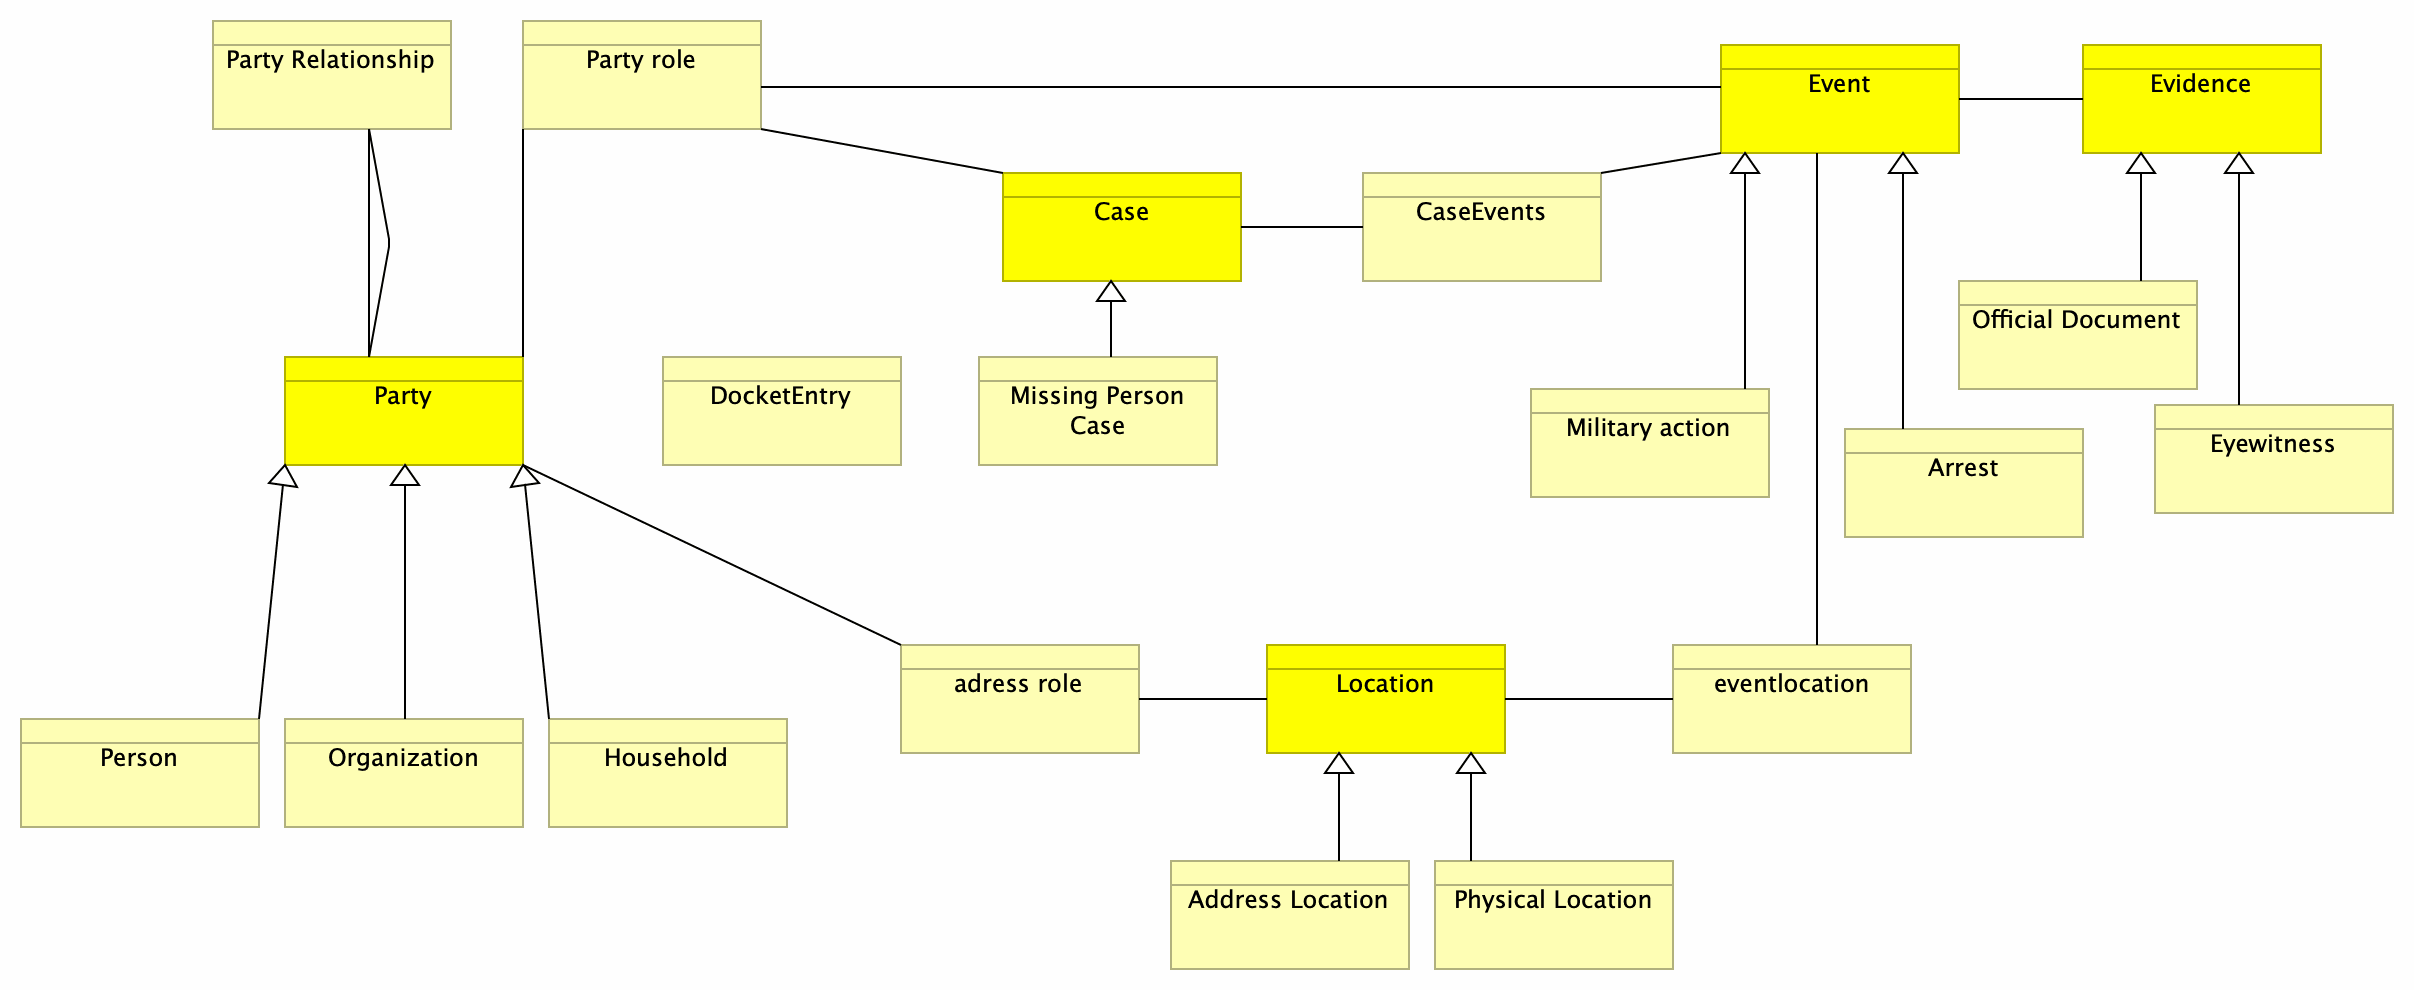 Party Relationship
Party role
Event
Evidence
Case
CaseEvents
Official Document
Party
DocketEntry
Missing Person
Case
Military action
Arrest
Eyewitness
adress role
Location
eventlocation
Person
Organization
Household
Address Location
Physical Location